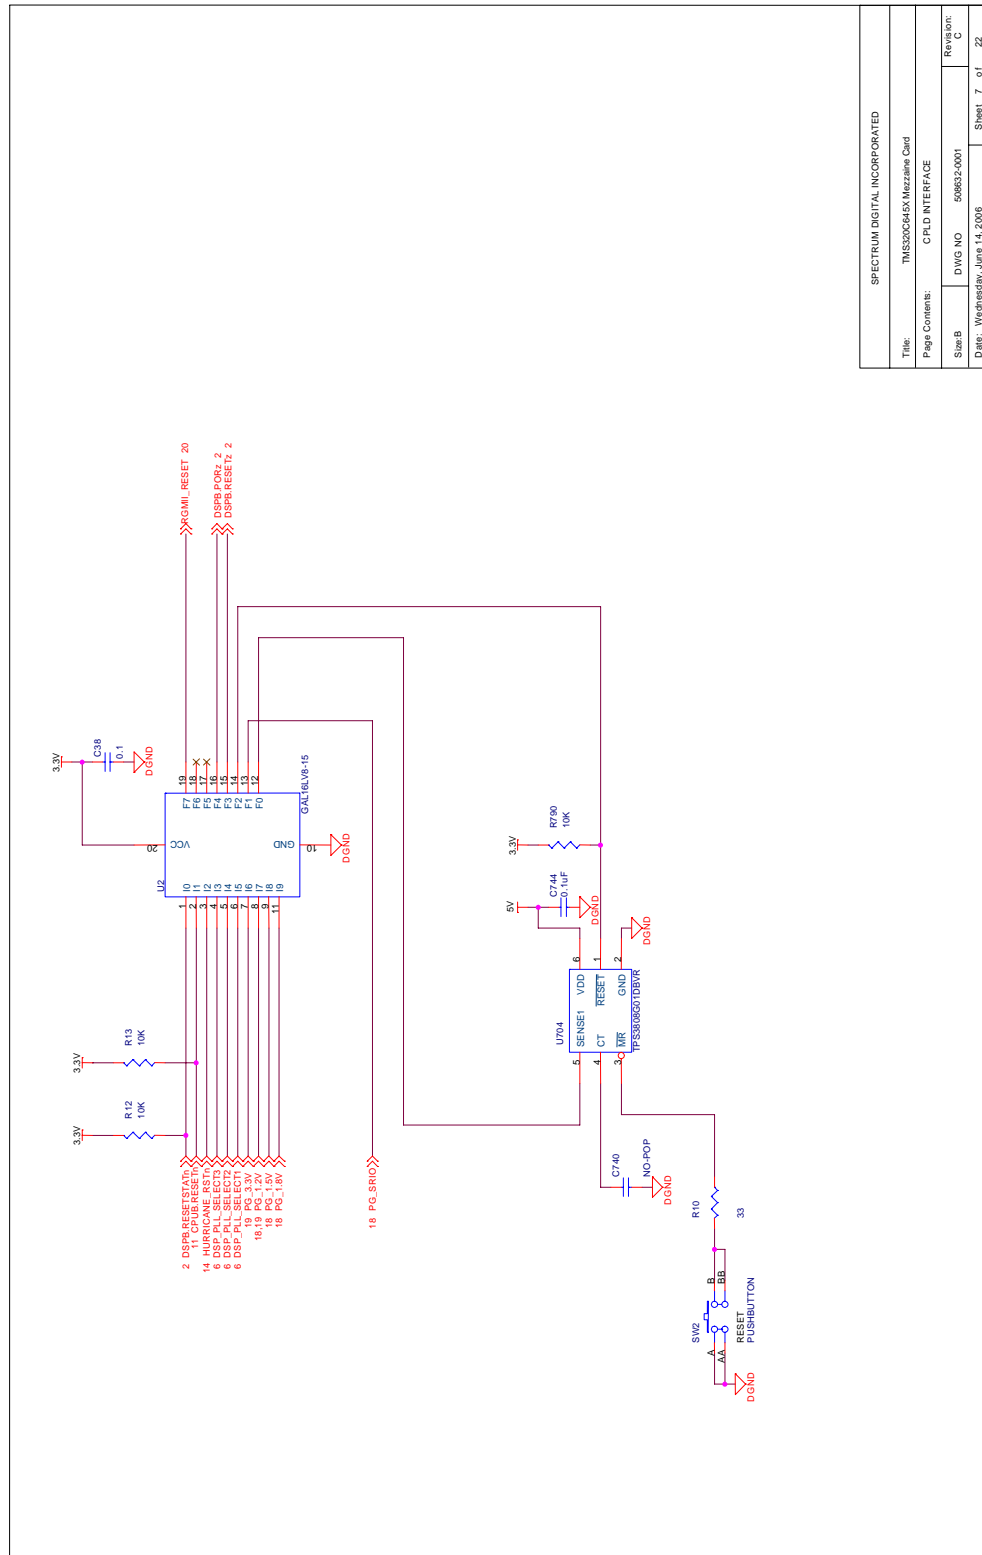 3.3V
C38
0.1
DGND
RGMII_RESET 20
DSPB.PORz 2
DSPB.RESETz 2
3.3V
R12
10K
3.3V
R13
10K
U2
GAL16LV8-15
VCC
20
GND
10
DGND
1 I0 F7 19
2 I1 F6 18
3 I2 F5 17
4 I3 F4 16
5 I4 F3 15
6 I5 F2 14
7 I6 F1 13
8 I7 F0 12
9 I8
11 I9
2 DSPB.RESETSTATn
11 CPUB.RESETn
14 HURRICANE_RSTn
6 DSP_PLL_SELECT3
6 DSP_PLL_SELECT2
6 DSP_PLL_SELECT1
19 PG_3.3V
18,19 PG_1.2V
18 PG_1.5V
18 PG_1.8V
18 PG_SRIO
5V
C744
0.1uF
DGND
3.3V
R790
10K
U704
5 SENSE1 VDD 6
4 CT RESET 1
3 MR GND 2
TPS3808G01DBVR
DGND
C740
NO-POP
DGND
R10
33
SW2
A B
AA BB
RESET
PUSHBUTTON
DGND
SPECTRUM DIGITAL INCORPORATED
Title: TMS320C645X Mezzaine Card
Page Contents: CPLD INTERFACE
Size:B DWG NO 508632-0001 Revision: C
Date: Wednesday, June 14, 2006 Sheet 7 of 22